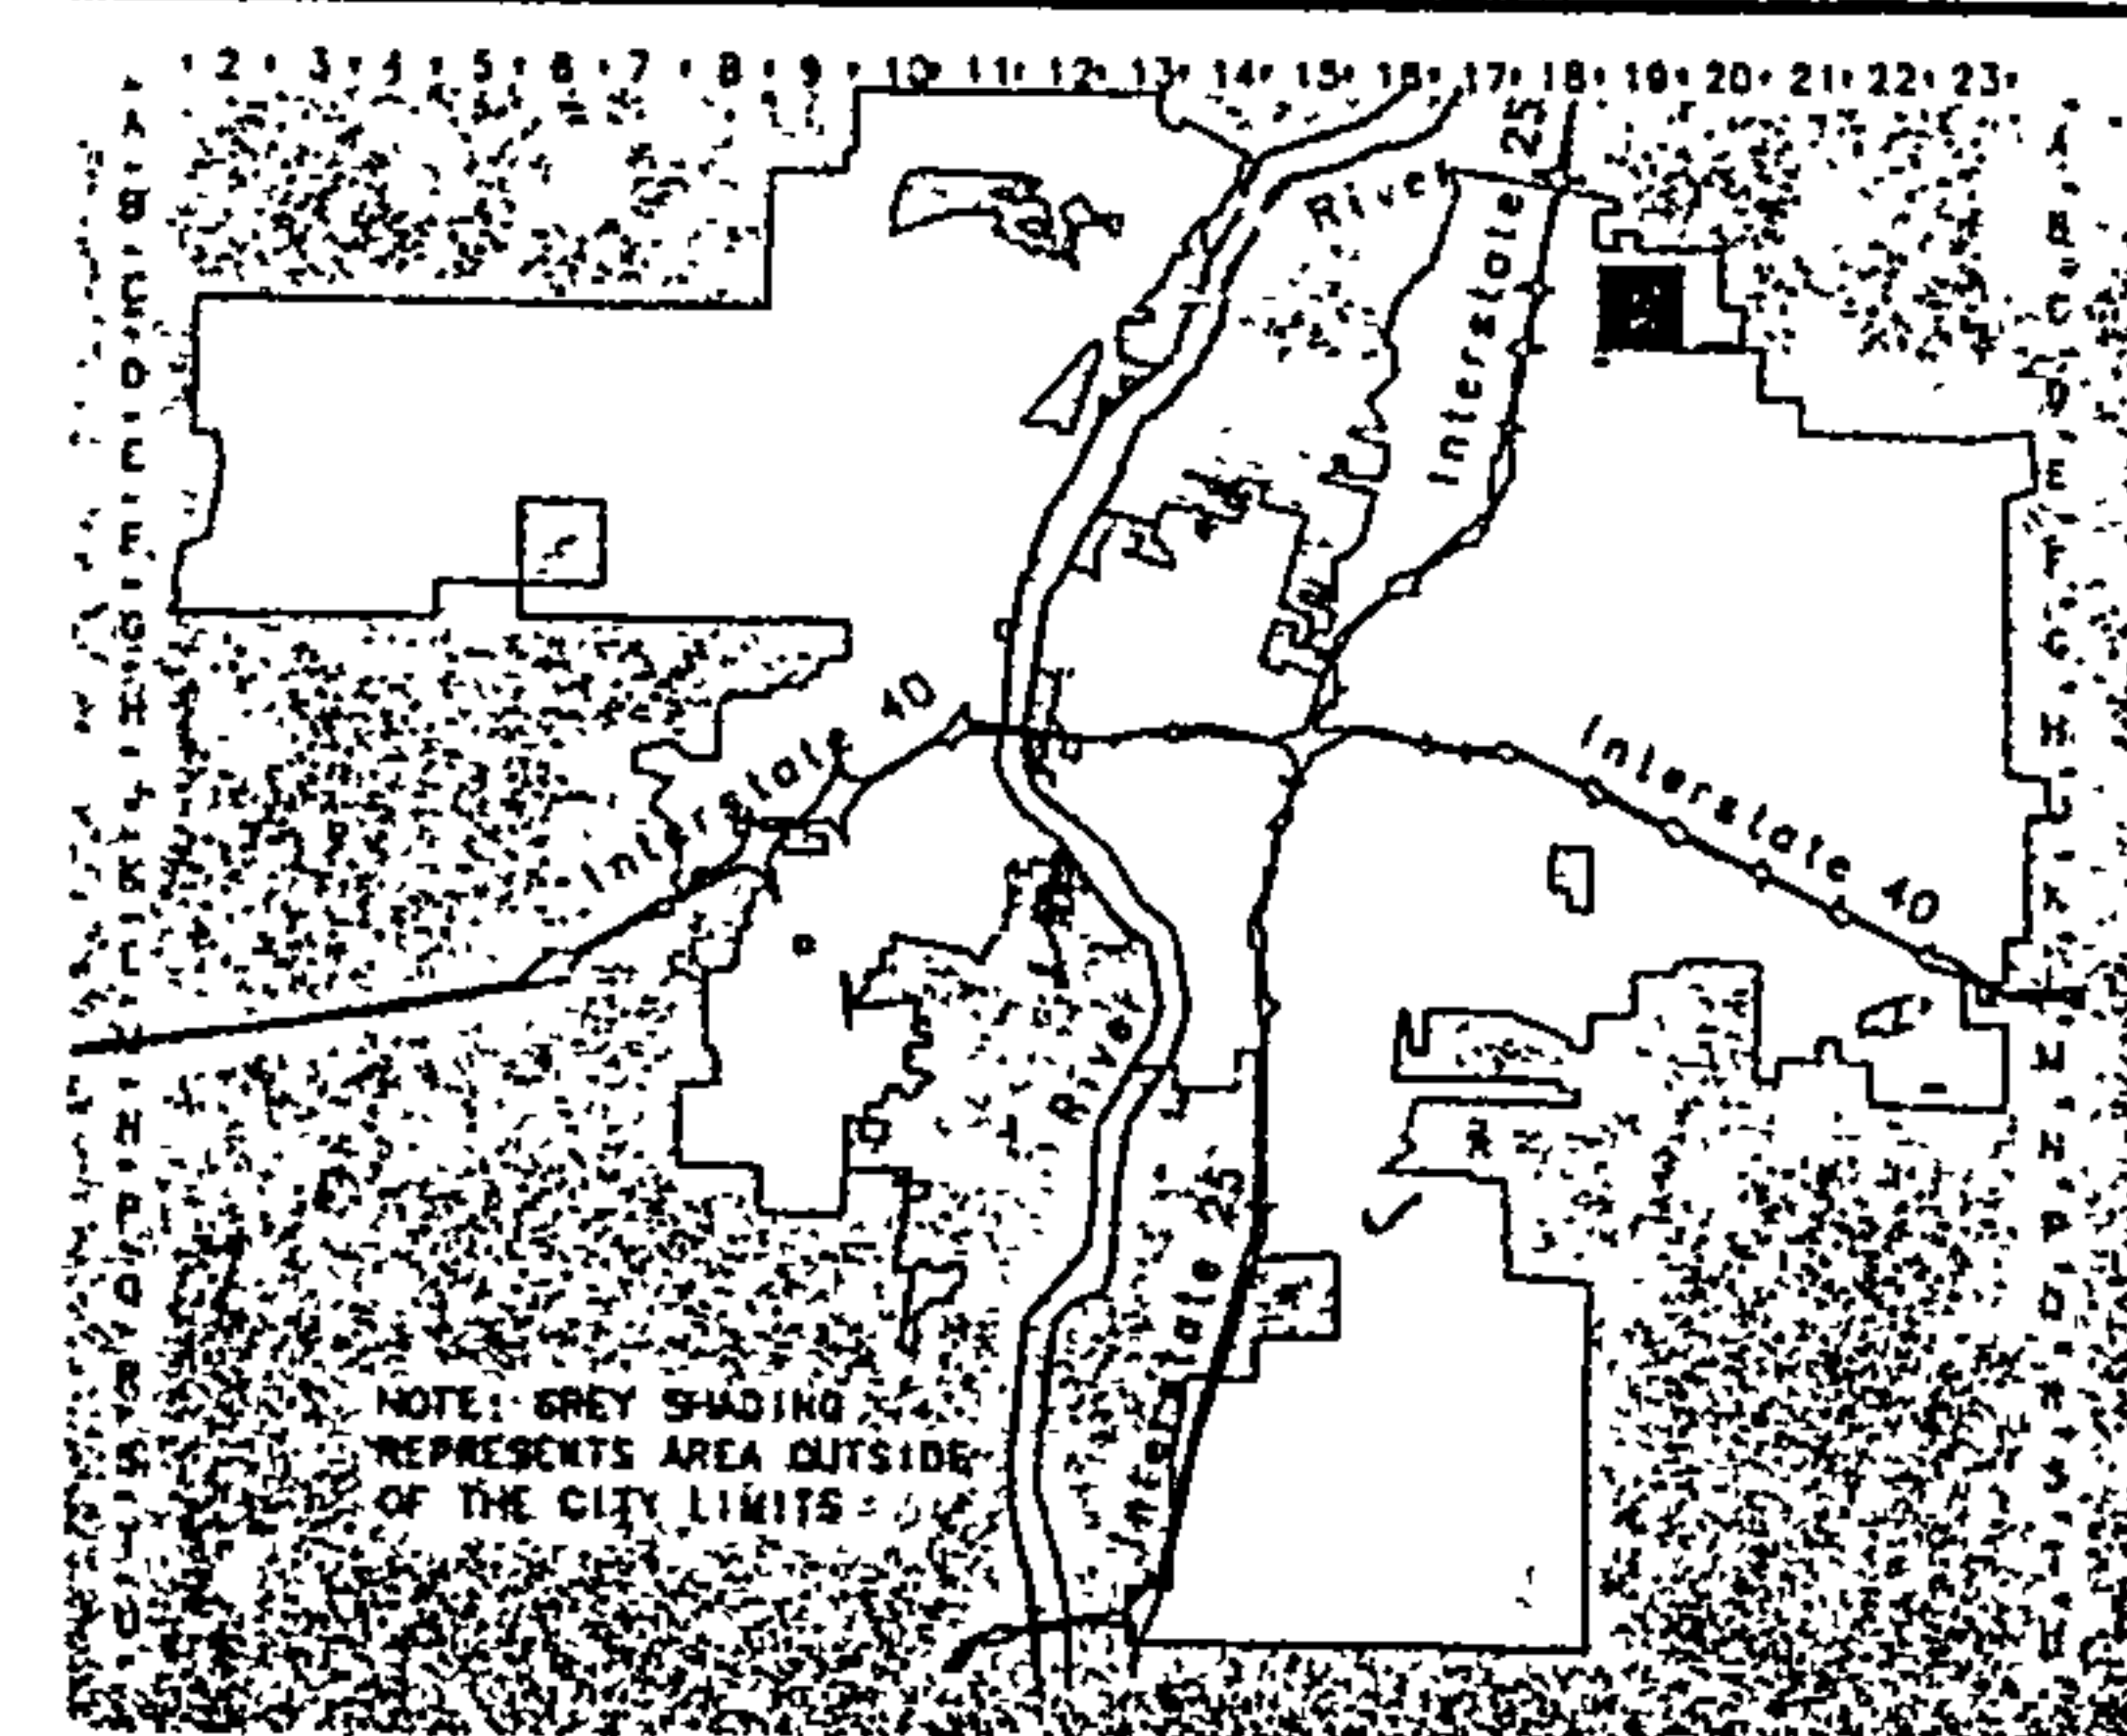 2 3 4 5 6 7 8 9 10 11 12 13 14 15 16 17 18 19 20 21 22 23
A
B
C
D
E
F
G
H
K
L
M
N
P
Q
R
S
T
U
A
B
C
D
E
F
G
H
K
L
M
N
P
Q
R
S
T
U
River
Interstate 25
Interstate 40
Interstate 40
River
Interstate 25
NOTE: GREY SHADING
REPRESENTS AREA OUTSIDE
OF THE CITY LIMITS